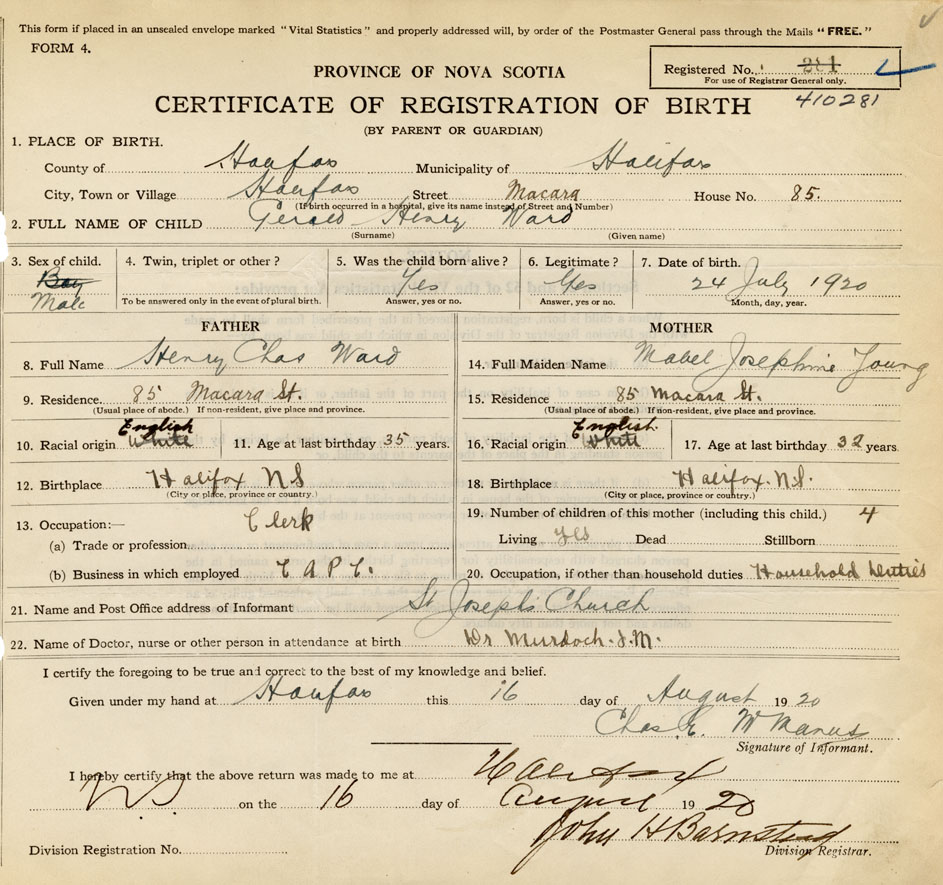 This form if placed in an unsealed envelope marked "Vital Statistics" and properly addressed will, by order of the Postmaster General pass through the Mails "FREE."
FORM 4.
Registered No. 281
For use of Registrar General only.
410281
PROVINCE OF NOVA SCOTIA
CERTIFICATE OF REGISTRATION OF BIRTH
(BY PARENT OR GUARDIAN)
1. PLACE OF BIRTH.
County of Halifax Municipality of Halifax
City, Town or Village Halifax Street Macara House No. 85.
(If birth occurred in a hospital, give its name instead of Street and Number)
2. FULL NAME OF CHILD Gerald Henry Ward
(Surname) (Given name)
3. Sex of child. Boy Male
4. Twin, triplet or other?
To be answered only in the event of plural birth.
5. Was the child born alive? Yes
Answer, yes or no.
6. Legitimate? Yes
Answer, yes or no.
7. Date of birth. 24 July 1920
Month, day, year.
FATHER
8. Full Name Henry Chas Ward
9. Residence. 85 Macara St.
(Usual place of abode.) If non-resident, give place and province.
10. Racial origin White English
11. Age at last birthday 35 years.
12. Birthplace Halifax NS
(City or place, province or country.)
13. Occupation:— Clerk
(a) Trade or profession
(b) Business in which employed
MOTHER
14. Full Maiden Name Mabel Josephine Young
15. Residence 85 Macara St.
(Usual place of abode.) If non-resident, give place and province.
16. Racial origin White English.
17. Age at last birthday 32 years.
18. Birthplace Halifax. N.S.
(City or place, province or country.)
19. Number of children of this mother (including this child.) 4
Living yes Dead Stillborn
20. Occupation, if other than household duties Household Duties
21. Name and Post Office address of Informant St Josephs Church
22. Name of Doctor, nurse or other person in attendance at birth Dr Murdoch. J.M.
I certify the foregoing to be true and correct to the best of my knowledge and belief.
Given under my hand at Halifax this 16 day of August 1920
Chas. E. McManus
Signature of Informant.
I hereby certify that the above return was made to me at Halifax
NS on the 16 day of August 1920
John H Barnstead
Division Registration No. Division Registrar.